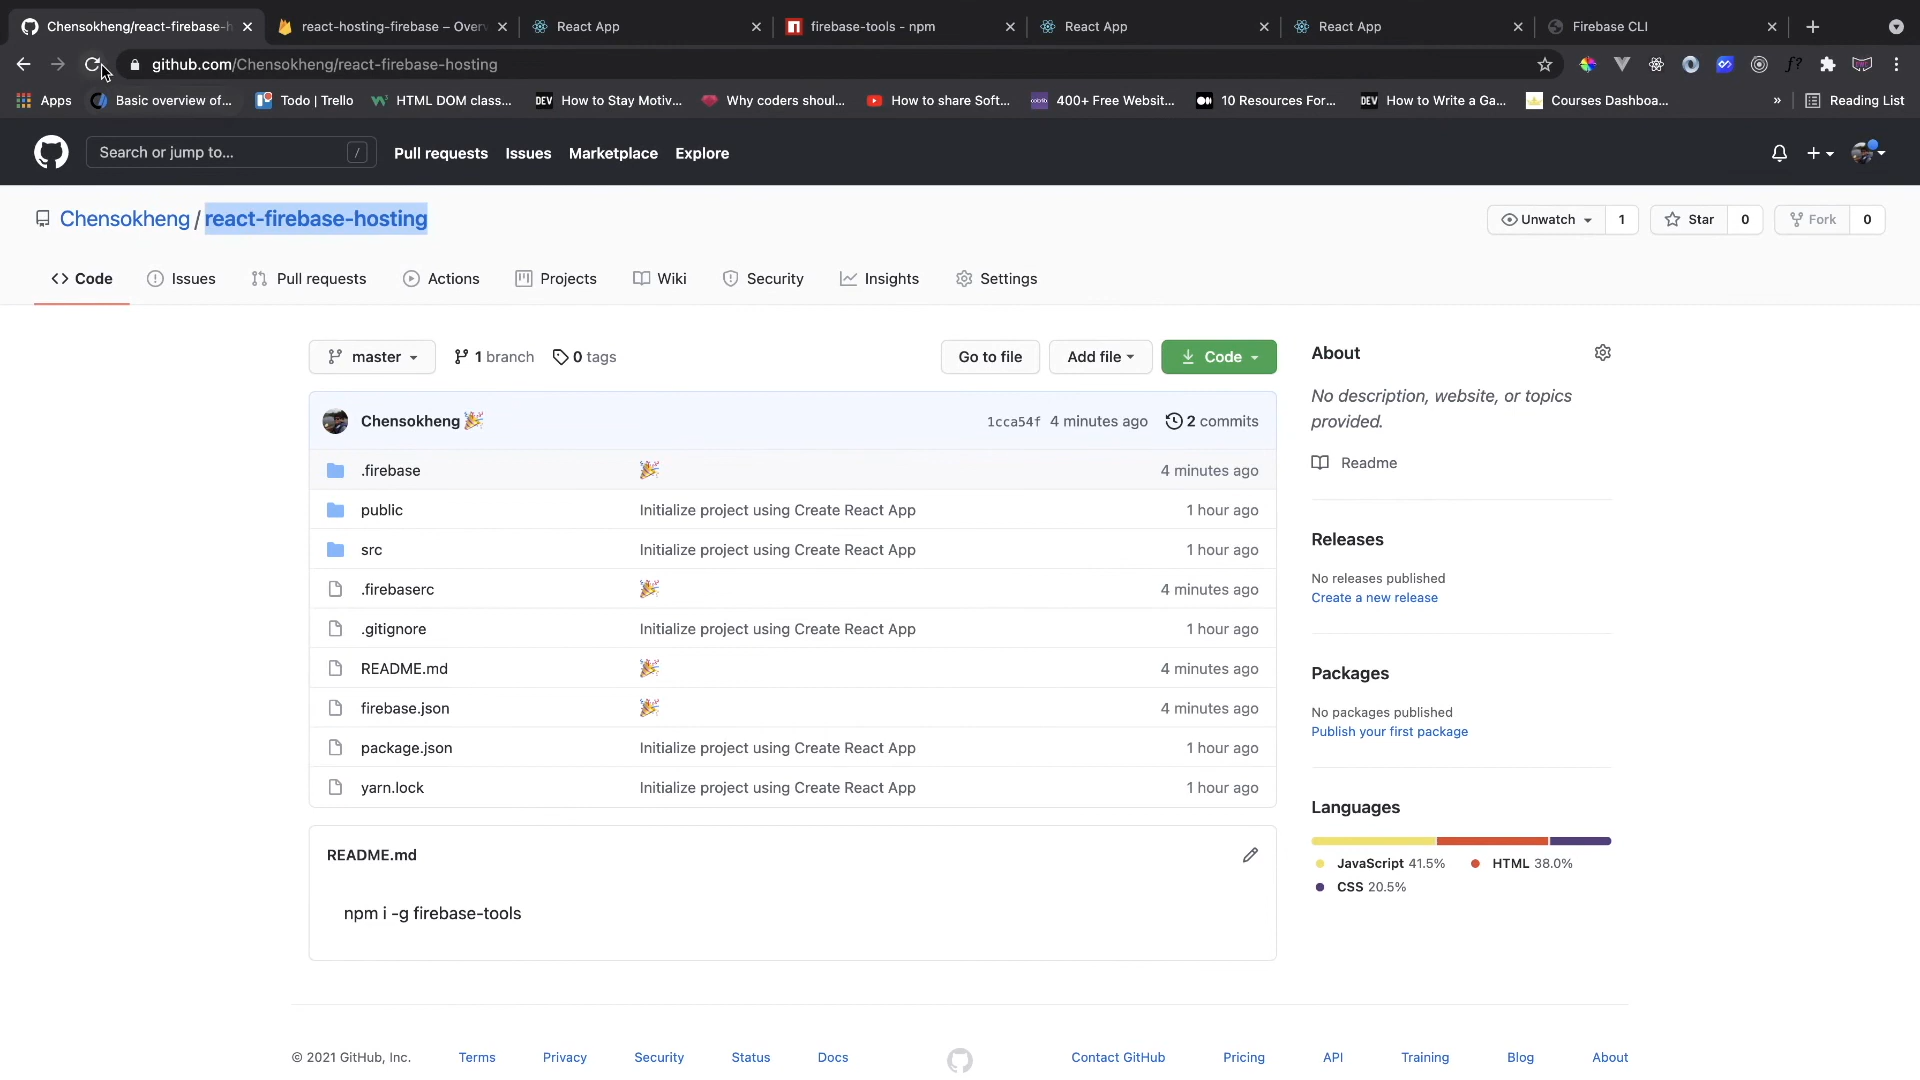 Chensokheng/react-firebase-h
react-hosting-firebase – Over
React App
firebase-tools - npm
React App
React App
Firebase CLI
github.com/Chensokheng/react-firebase-hosting
Apps
Basic overview of...
Todo | Trello
HTML DOM class...
DEV
How to Stay Motiv...
Why coders shoul...
How to share Soft...
400+ Free Websit...
10 Resources For...
DEV
How to Write a Ga...
Courses Dashboa...
»
Reading List
Search or jump to...
/
Pull requests
Issues
Marketplace
Explore
Chensokheng / react-firebase-hosting
Unwatch
1
Star
0
Fork
0
Code
Issues
Pull requests
Actions
Projects
Wiki
Security
Insights
Settings
master
1 branch
0 tags
Go to file
Add file
Code
About
No description, website, or topics
provided.
Readme
Chensokheng 🎉
1cca54f
4 minutes ago
2 commits
.firebase
🎉
4 minutes ago
public
Initialize project using Create React App
1 hour ago
src
Initialize project using Create React App
1 hour ago
.firebaserc
🎉
4 minutes ago
.gitignore
Initialize project using Create React App
1 hour ago
README.md
🎉
4 minutes ago
firebase.json
🎉
4 minutes ago
package.json
Initialize project using Create React App
1 hour ago
yarn.lock
Initialize project using Create React App
1 hour ago
Releases
No releases published
Create a new release
Packages
No packages published
Publish your first package
Languages
JavaScript 41.5%
HTML 38.0%
CSS 20.5%
README.md
npm i -g firebase-tools
© 2021 GitHub, Inc.
Terms
Privacy
Security
Status
Docs
Contact GitHub
Pricing
API
Training
Blog
About